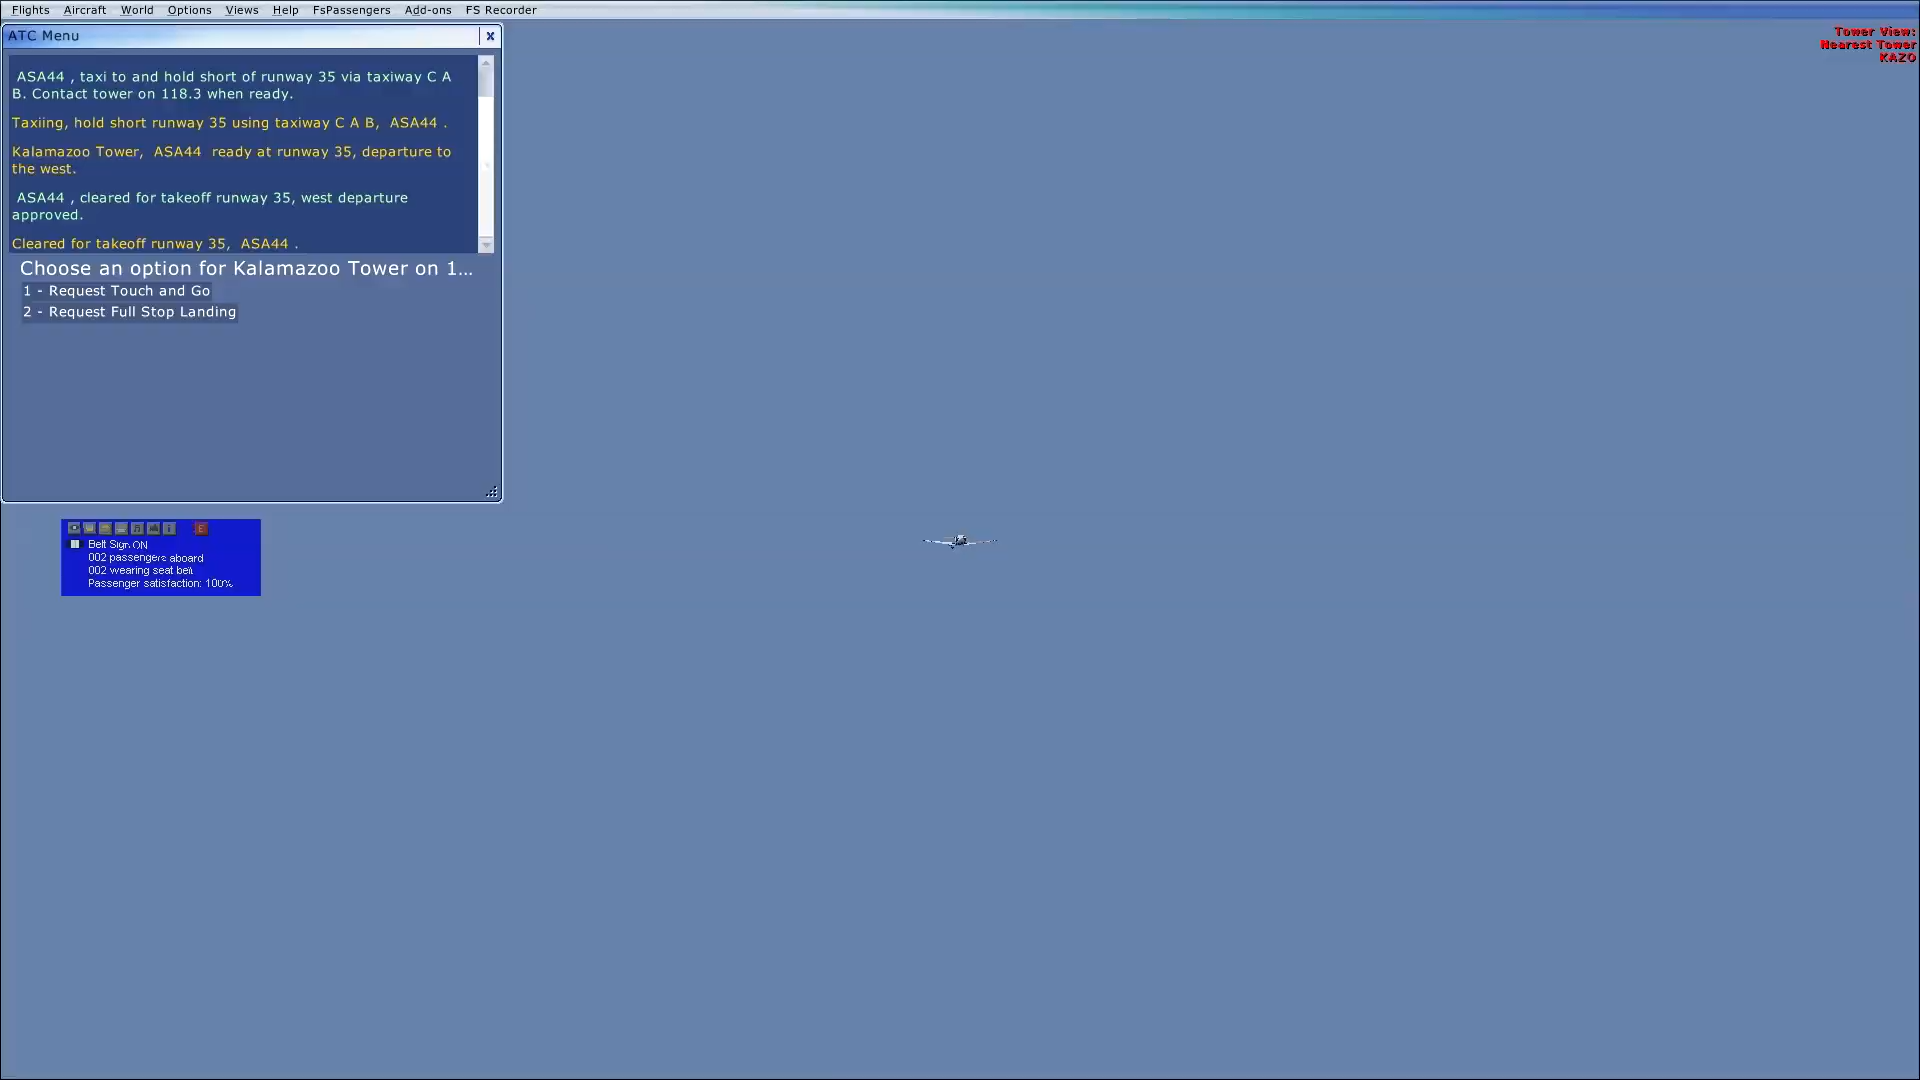 Flights Aircraft World Options Views Help FsPassengers Add-ons FS Recorder
ATC Menu x
ASA44 , taxi to and hold short of runway 35 via taxiway C A
B. Contact tower on 118.3 when ready.
Taxiing, hold short runway 35 using taxiway C A B, ASA44 .
Kalamazoo Tower, ASA44 ready at runway 35, departure to
the west.
ASA44 , cleared for takeoff runway 35, west departure
approved.
Cleared for takeoff runway 35, ASA44 .
Choose an option for Kalamazoo Tower on 1...
1 - Request Touch and Go
2 - Request Full Stop Landing
E
Belt Sign ON
002 passengers aboard
002 wearing seat belt
Passenger satisfaction: 100%
Tower View:
Nearest Tower
KAZO